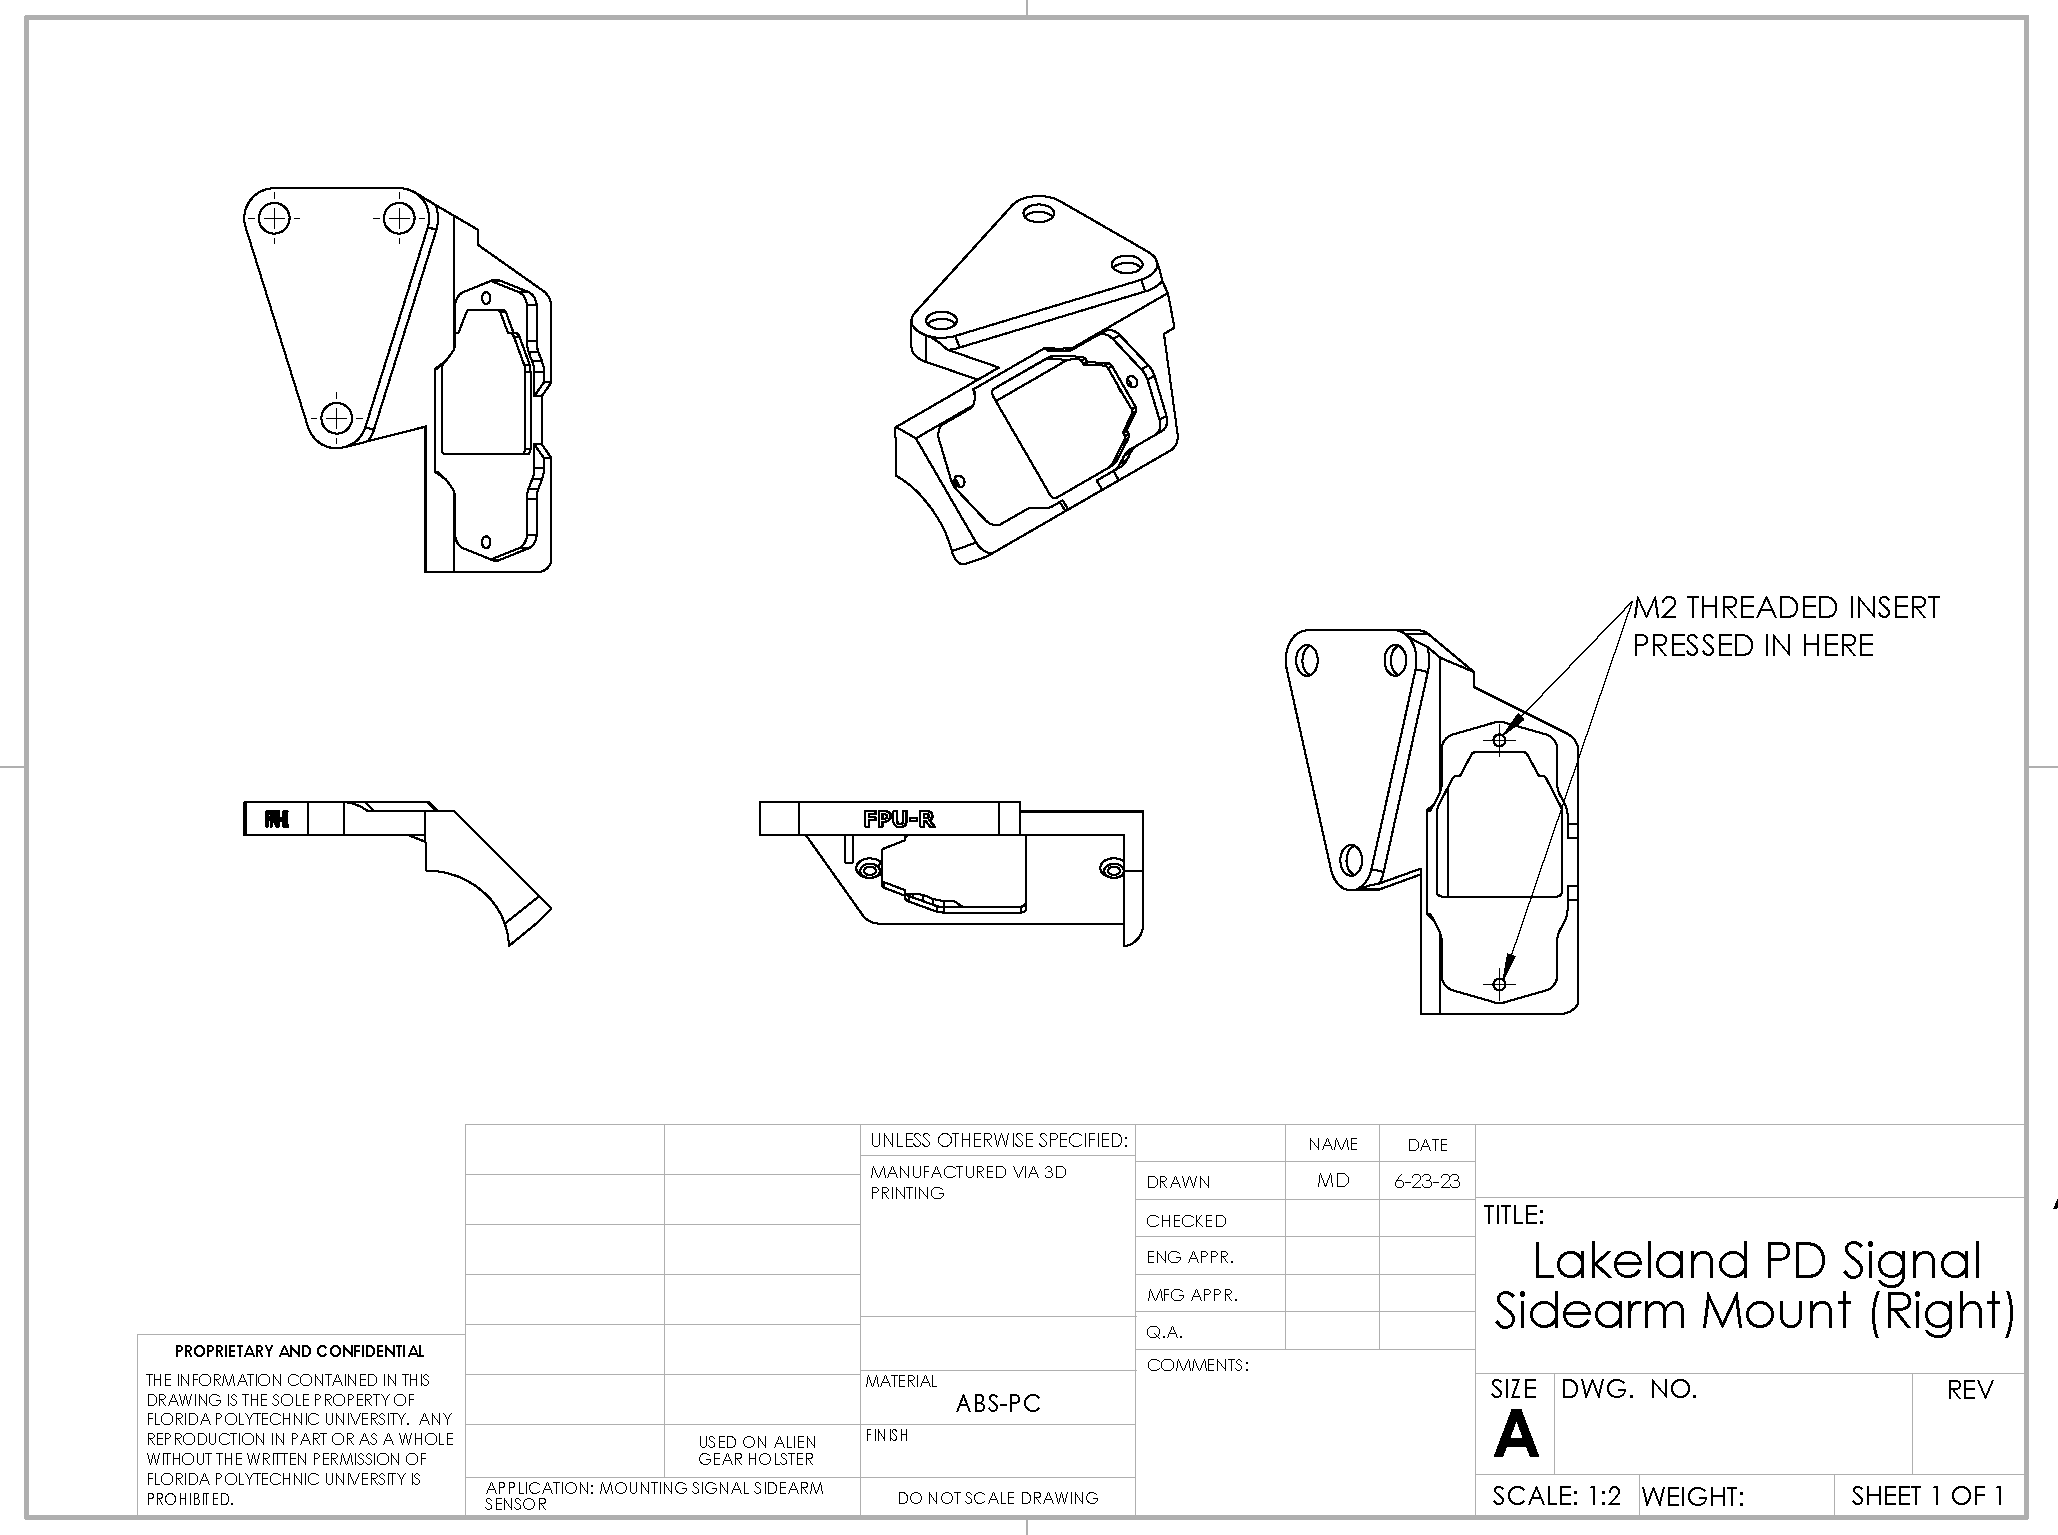 M2 THREADED INSERT
PRESSED IN HERE
FPU-R
UNLESS OTHERWISE SPECIFIED:
MANUFACTURED VIA 3D
PRINTING
NAME
DATE
DRAWN
MD
6-23-23
CHECKED
ENG APPR.
MFG APPR.
Q.A.
COMMENTS:
TITLE:
Lakeland PD Signal
Sidearm Mount (Right)
PROPRIETARY AND CONFIDENTIAL
THE INFORMATION CONTAINED IN THIS
DRAWING IS THE SOLE PROPERTY OF
FLORIDA POLYTECHNIC UNIVERSITY. ANY
REPRODUCTION IN PART OR AS A WHOLE
WITHOUT THE WRITTEN PERMISSION OF
FLORIDA POLYTECHNIC UNIVERSITY IS
PROHIBITED.
USED ON ALIEN
GEAR HOLSTER
APPLICATION: MOUNTING SIGNAL SIDEARM
SENSOR
MATERIAL
ABS-PC
FINISH
DO NOT SCALE DRAWING
SIZE
A
DWG. NO.
REV
SCALE: 1:2
WEIGHT:
SHEET 1 OF 1